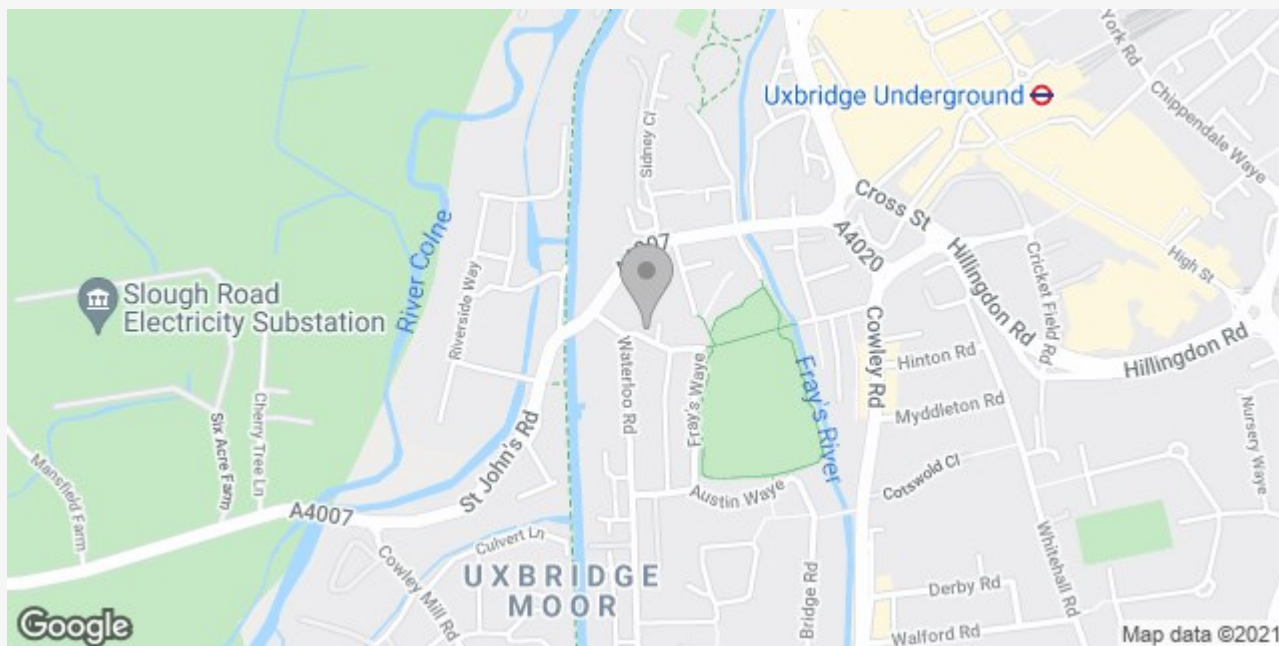 York Rd
Uxbridge Underground
Chippendale Waye
Sidney Cl
River Colne
Cross St
A4020
High St
Slough Road
Electricity Substation
Riverside Way
Hillingdon Rd
Cricket Field Rd
Hillingdon Rd
Waterloo Rd
Fray's Waye
Fray's River
Cowley Rd
Hinton Rd
Myddleton Rd
Nursery Waye
Cherry Tree Ln
Six Acre Farm
Mansfield Farm
St John's Rd
Austin Waye
Cotswold Cl
A4007
Culvert Ln
Whitehall Rd
Cowley Mill Rd
UXBRIDGE
MOOR
Bridge Rd
Derby Rd
Walford Rd
Google
Map data ©2021